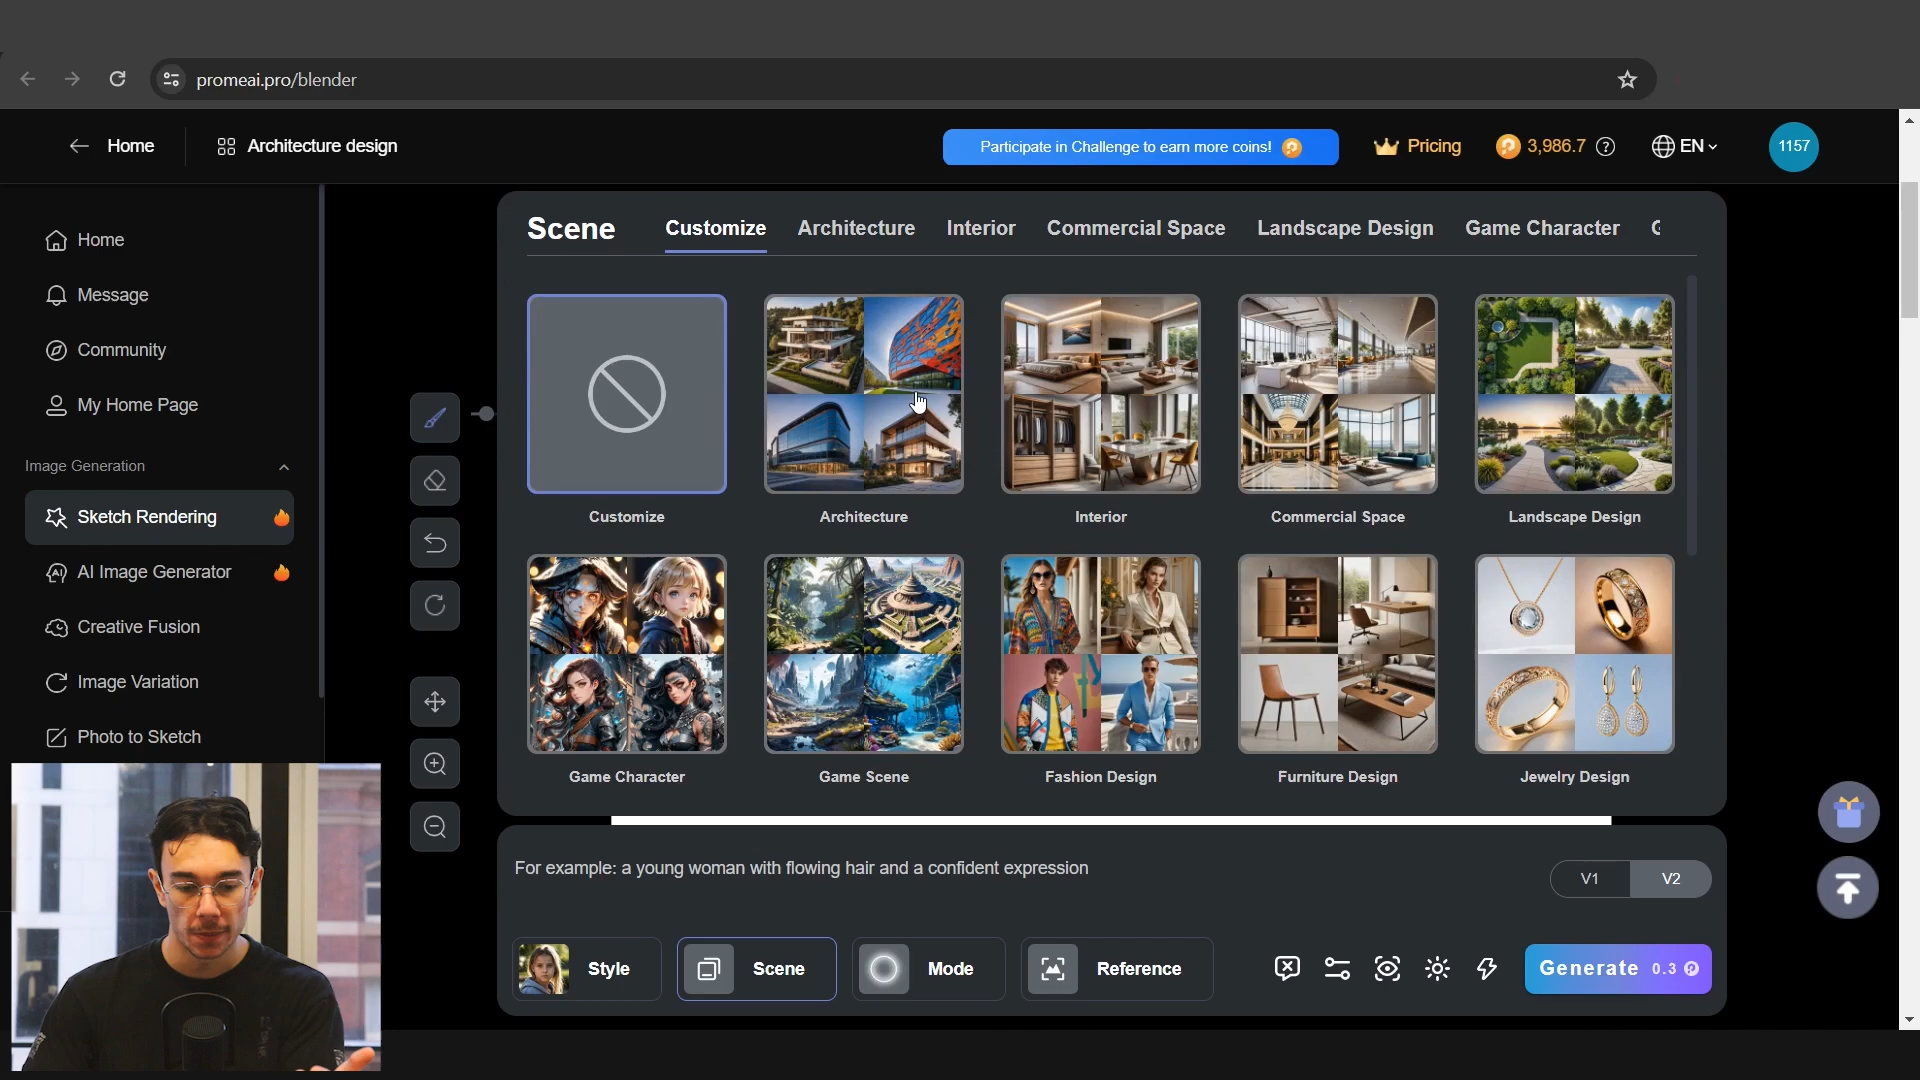 promeai.pro/blender
Home
Architecture design
Participate in Challenge to earn more coins!
Pricing
3,986.7
EN
1157
Home
Message
Community
My Home Page
Image Generation
Sketch Rendering
AI Image Generator
Creative Fusion
Image Variation
Photo to Sketch
Scene Customize Architecture Interior Commercial Space Landscape Design Game Character
Customize Architecture Interior Commercial Space Landscape Design
Game Character Game Scene Fashion Design Furniture Design Jewelry Design
For example: a young woman with flowing hair and a confident expression
V1 V2
Style Scene Mode Reference
Generate 0.3